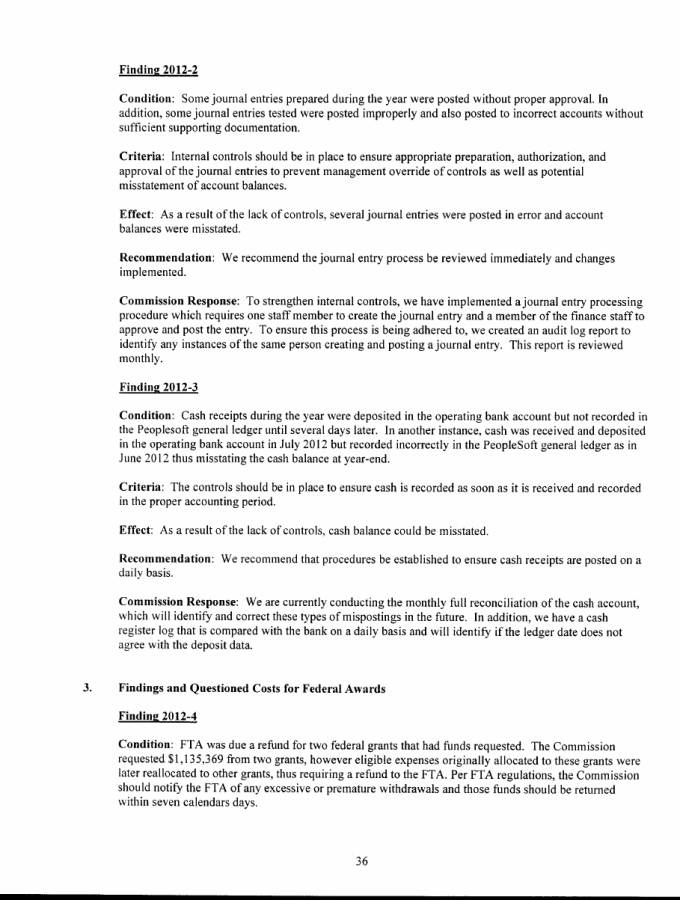 Finding 2012-2
Condition: Some journal entries prepared during the year were posted without proper approval. In
addition, some journal entries tested were posted improperly and also posted to incorrect accounts without
sufficient supporting documentation.
Criteria: Internal controls should be in place to ensure appropriate preparation, authorization, and
approval of the journal entries to prevent management override of controls as well as potential
misstatement of account balances.
Effect: As a result of the lack of controls, several journal entries were posted in error and account
balances were misstated.
Recommendation: We recommend the journal entry process be reviewed immediately and changes
implemented.
Commission Response: To strengthen internal controls, we have implemented a journal entry processing
procedure which requires one staff member to create the journal entry and a member of the finance staff to
approve and post the entry. To ensure this process is being adhered to, we created an audit log report to
identify any instances of the same person creating and posting a journal entry. This report is reviewed
monthly.
Finding 2012-3
Condition: Cash receipts during the year were deposited in the operating bank account but not recorded in
the Peoplesoft general ledger until several days later. In another instance, cash was received and deposited
in the operating bank account in July 2012 but recorded incorrectly in the PeopleSoft general ledger as in
June 2012 thus misstating the cash balance at year-end.
Criteria: The controls should be in place to ensure cash is recorded as soon as it is received and recorded
in the proper accounting period.
Effect: As a result of the lack of controls, cash balance could be misstated.
Recommendation: We recommend that procedures be established to ensure cash receipts are posted on a
daily basis.
Commission Response: We are currently conducting the monthly full reconciliation of the cash account,
which will identify and correct these types of mispostings in the future. In addition, we have a cash
register log that is compared with the bank on a daily basis and will identify if the ledger date does not
agree with the deposit data.
3. Findings and Questioned Costs for Federal Awards
Finding 2012-4
Condition: FTA was due a refund for two federal grants that had funds requested. The Commission
requested $1,135,369 from two grants, however eligible expenses originally allocated to these grants were
later reallocated to other grants, thus requiring a refund to the FTA. Per FTA regulations, the Commission
should notify the FTA of any excessive or premature withdrawals and those funds should be returned
within seven calendars days.
36